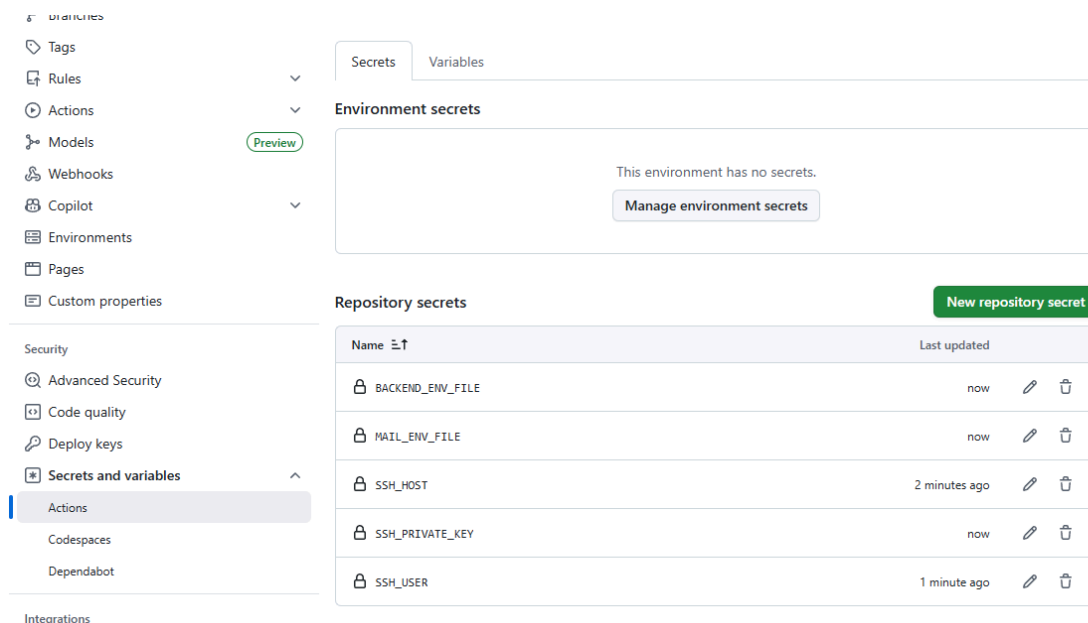 Branches
Tags
Rules
Actions
Models
Preview
Webhooks
Copilot
Environments
Pages
Custom properties
Security
Advanced Security
Code quality
Deploy keys
Secrets and variables
Actions
Codespaces
Dependabot
Integrations
Secrets
Variables
Environment secrets
This environment has no secrets.
Manage environment secrets
Repository secrets
New repository secret
Name Last updated
BACKEND_ENV_FILE now
MAIL_ENV_FILE now
SSH_HOST 2 minutes ago
SSH_PRIVATE_KEY now
SSH_USER 1 minute ago